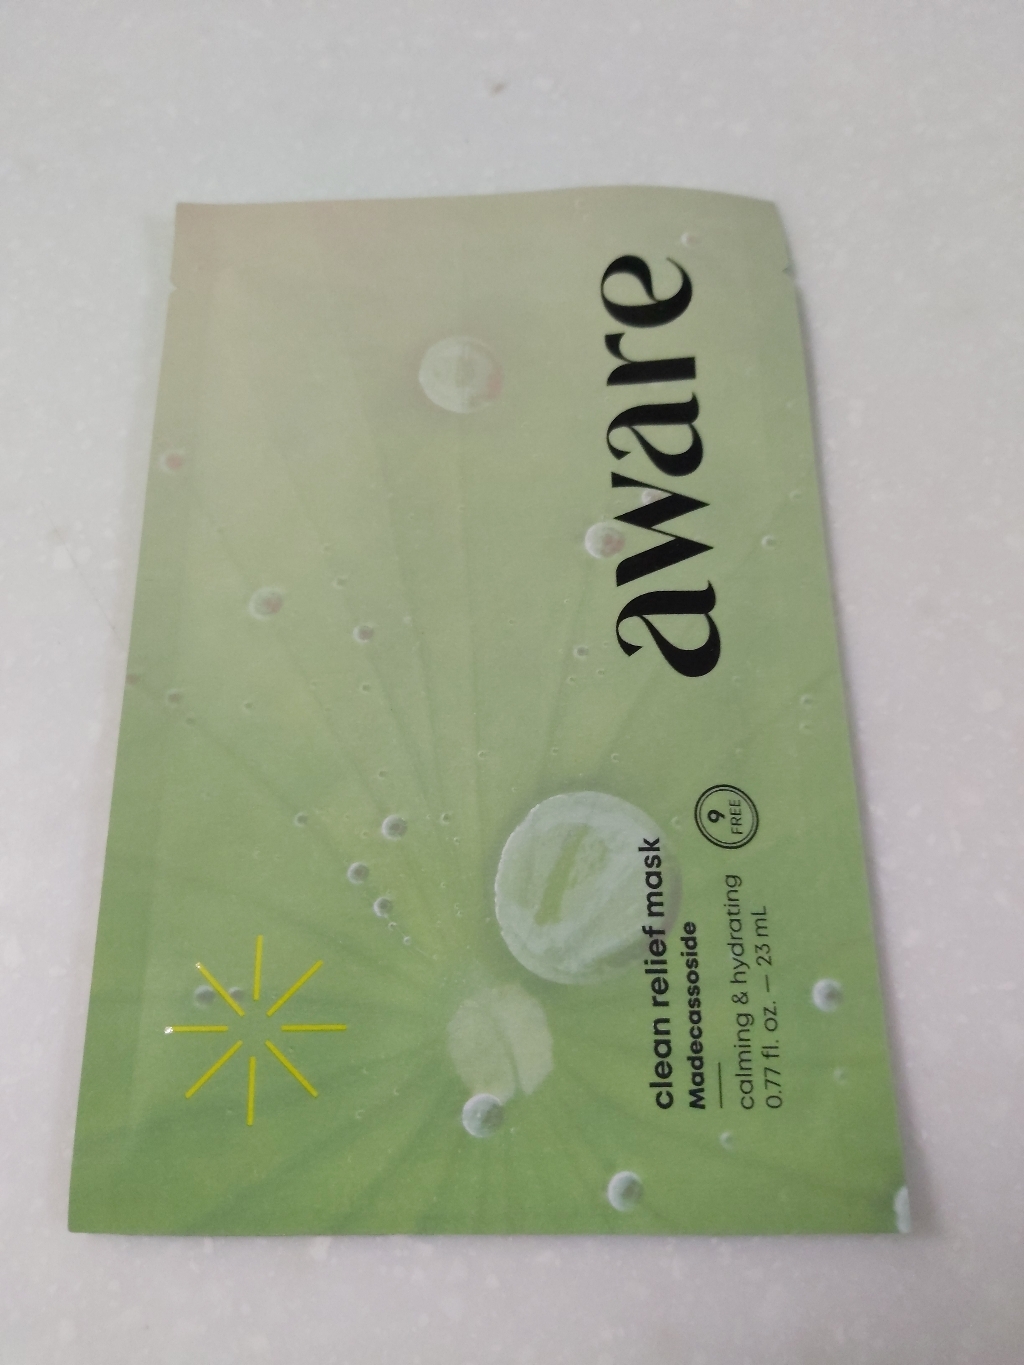 aware
clean relief mask
Madecassoside
calming & hydrating
0.77 fl. oz. — 23 mL
9
FREE